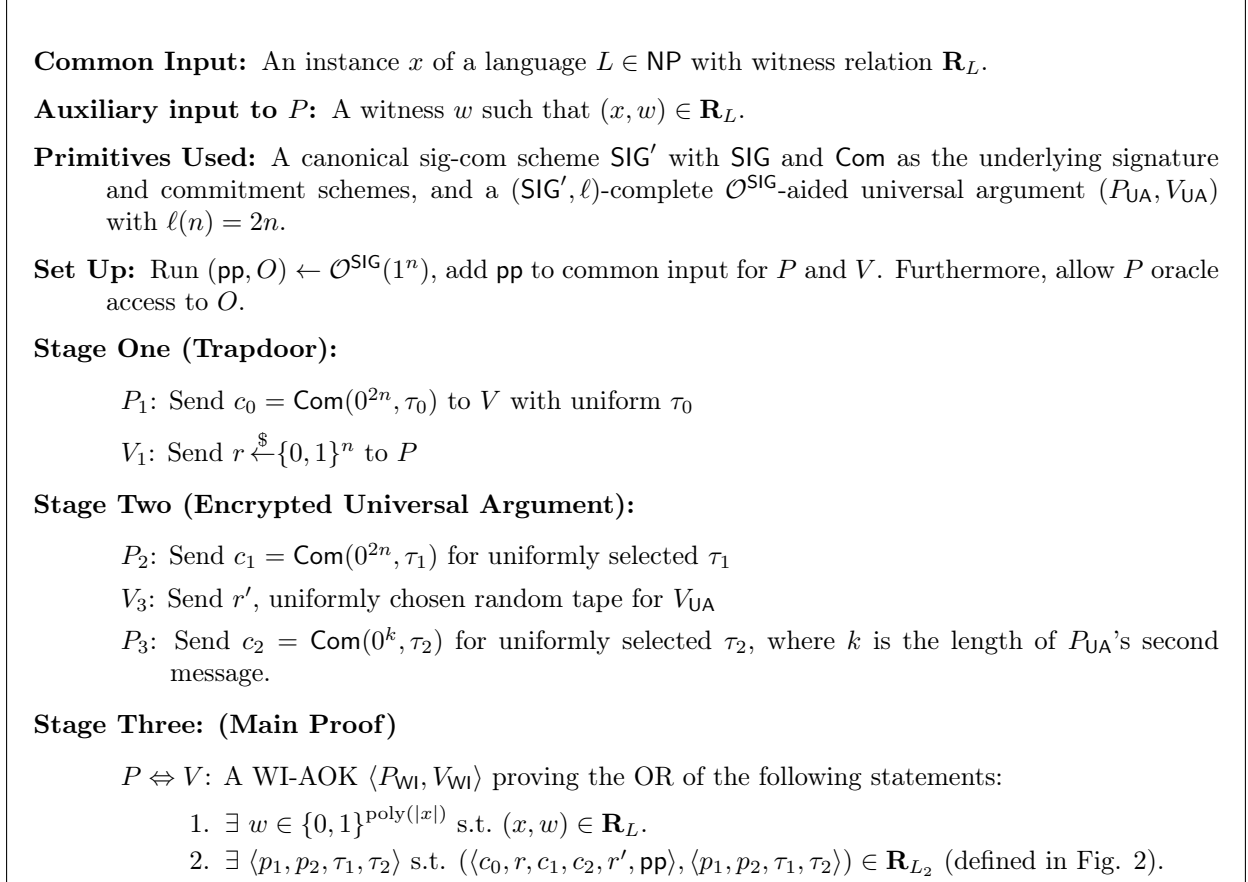 Common Input: An instance x of a language L ∈ NP with witness relation R_L.
Auxiliary input to P: A witness w such that (x, w) ∈ R_L.
Primitives Used: A canonical sig-com scheme SIG′ with SIG and Com as the underlying signature
and commitment schemes, and a (SIG′, ℓ)-complete O^SIG-aided universal argument (P_UA, V_UA)
with ℓ(n) = 2n.
Set Up: Run (pp, O) ← O^SIG(1^n), add pp to common input for P and V. Furthermore, allow P oracle
access to O.
Stage One (Trapdoor):
P_1: Send c_0 = Com(0^{2n}, τ_0) to V with uniform τ_0
V_1: Send r ←$ {0, 1}^n to P
Stage Two (Encrypted Universal Argument):
P_2: Send c_1 = Com(0^{2n}, τ_1) for uniformly selected τ_1
V_3: Send r′, uniformly chosen random tape for V_UA
P_3: Send c_2 = Com(0^k, τ_2) for uniformly selected τ_2, where k is the length of P_UA's second
message.
Stage Three: (Main Proof)
P ⇔ V: A WI-AOK ⟨P_WI, V_WI⟩ proving the OR of the following statements:
1. ∃ w ∈ {0, 1}^{poly(|x|)} s.t. (x, w) ∈ R_L.
2. ∃ ⟨p_1, p_2, τ_1, τ_2⟩ s.t. (⟨c_0, r, c_1, c_2, r′, pp⟩, ⟨p_1, p_2, τ_1, τ_2⟩) ∈ R_{L_2} (defined in Fig. 2).